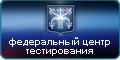 федеральный центр
тестирования